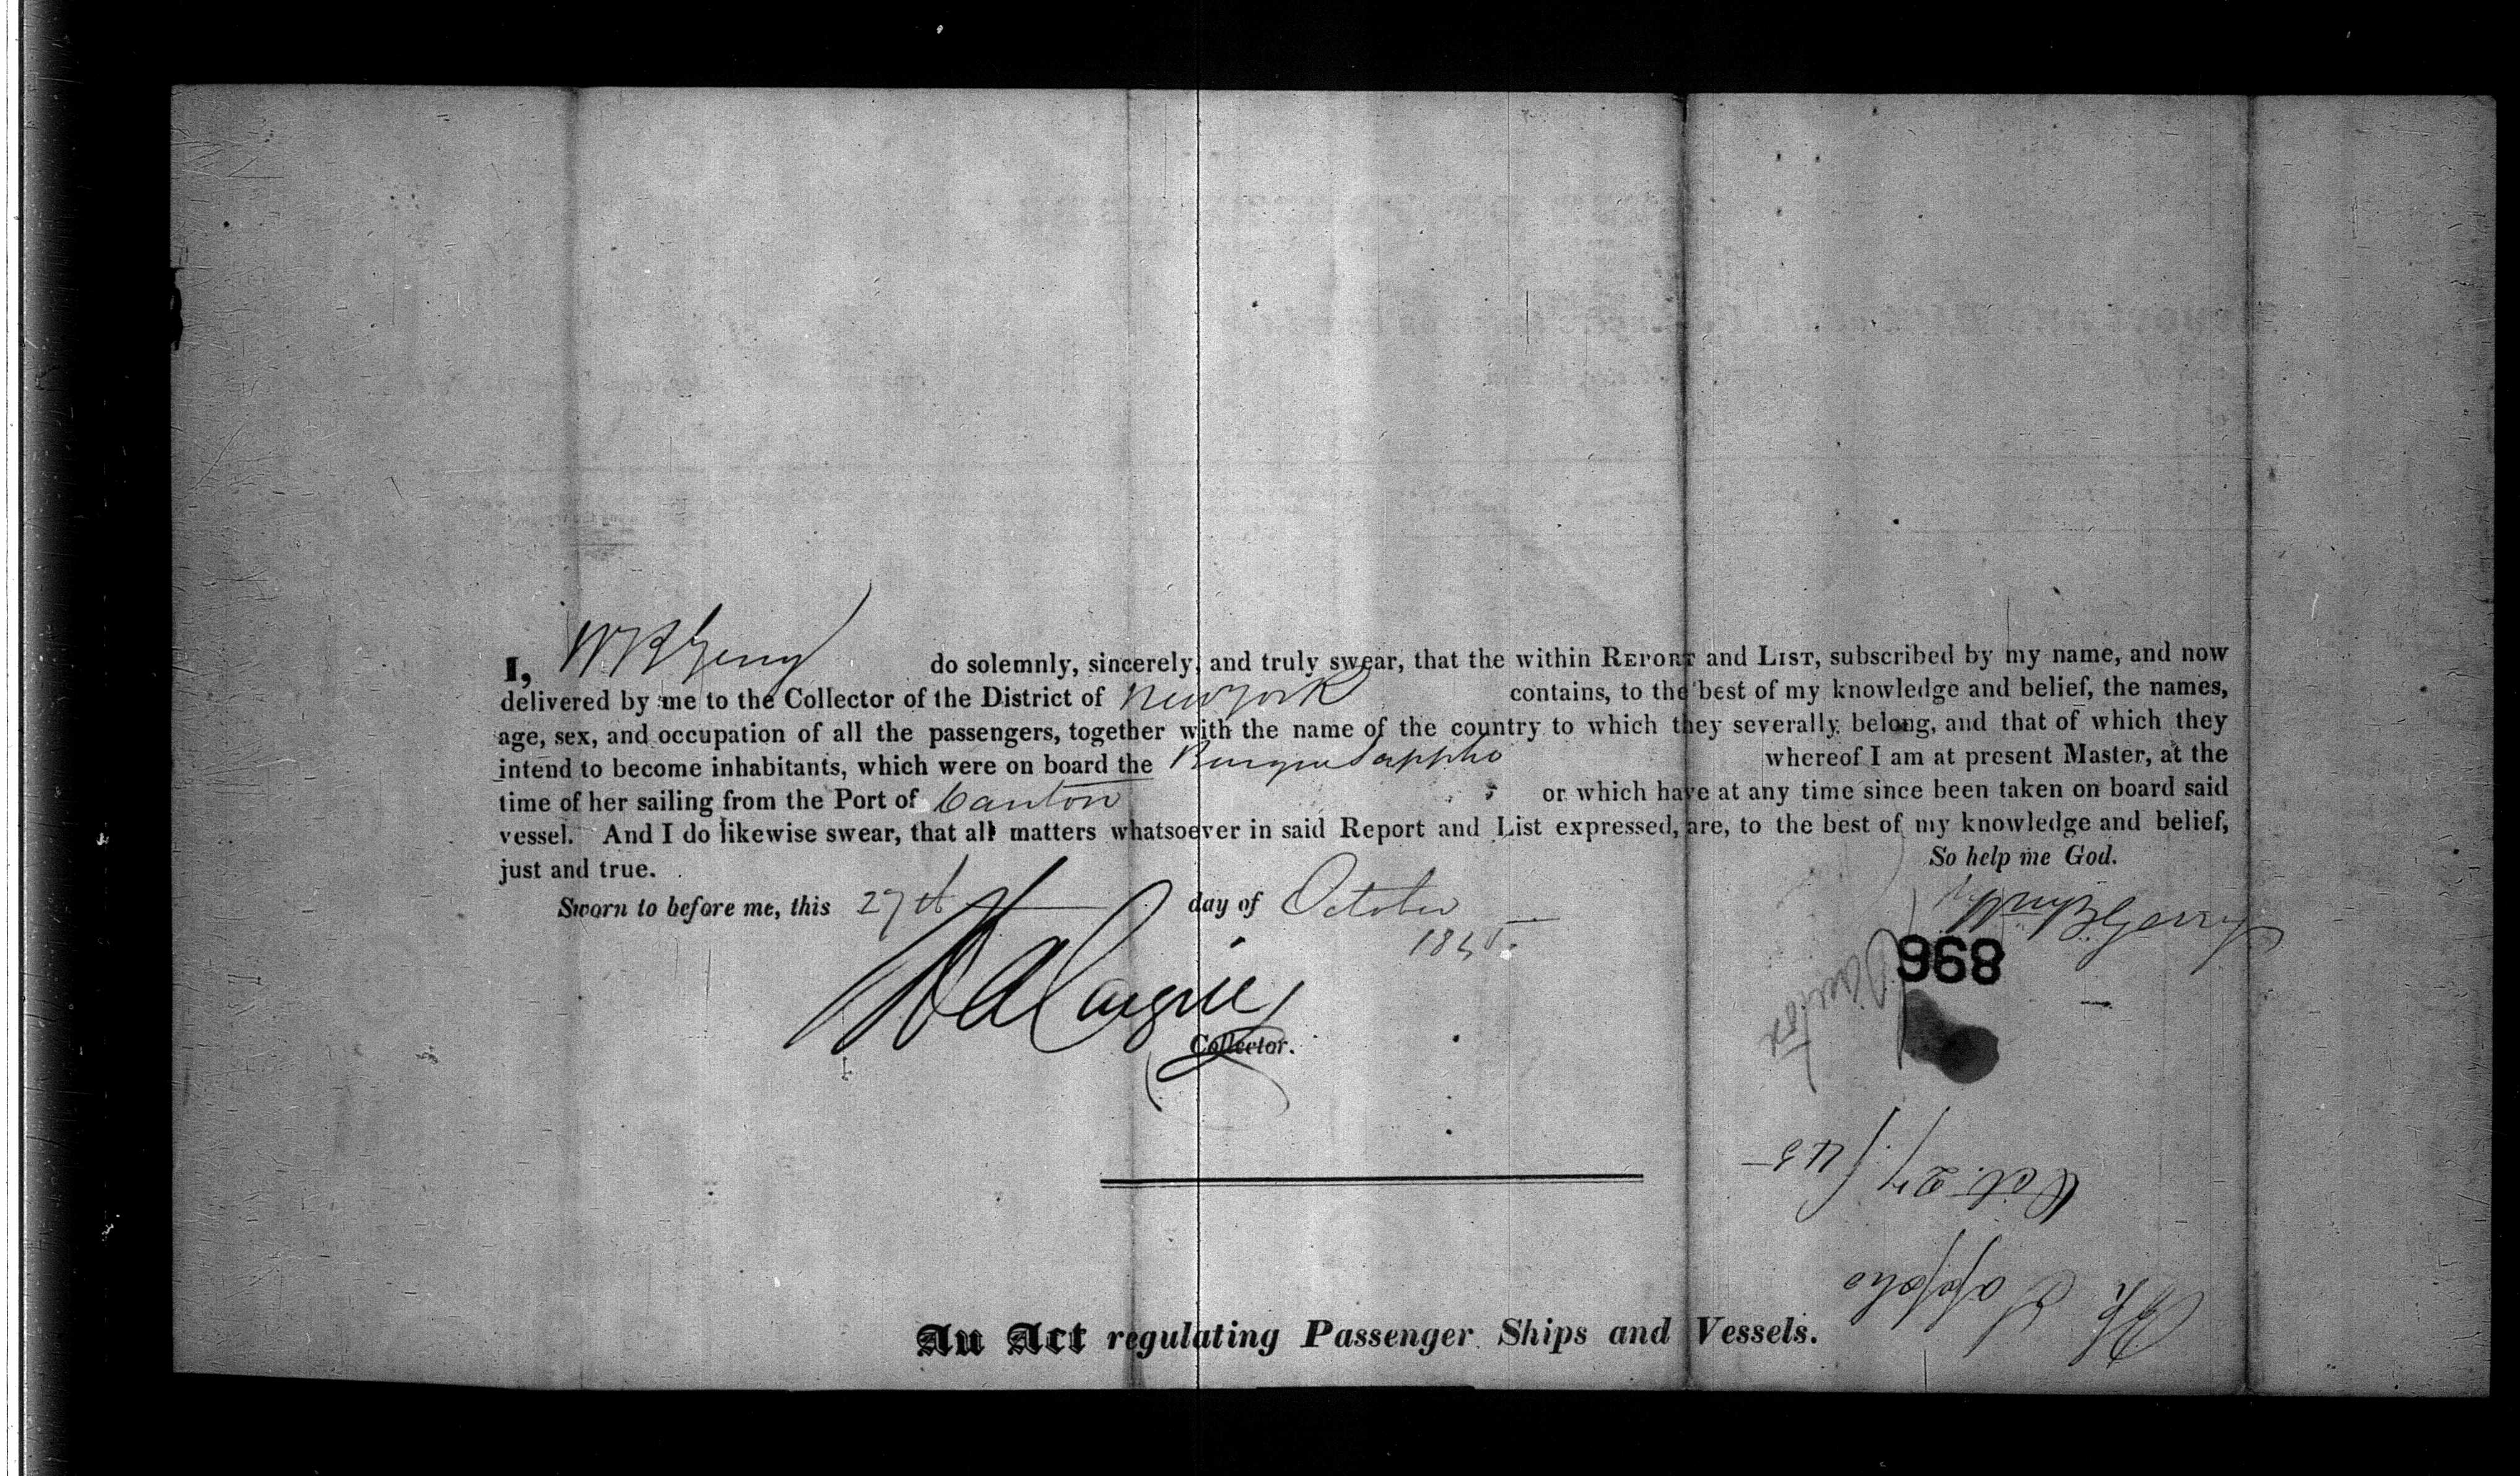 I, W B Gerry do solemnly, sincerely, and truly swear, that the within REPORT and LIST, subscribed by my name, and now
delivered by me to the Collector of the District of New York contains, to the best of my knowledge and belief, the names,
age, sex, and occupation of all the passengers, together with the name of the country to which they severally belong, and that of which they
intend to become inhabitants, which were on board the Barque Sappho whereof I am at present Master, at the
time of her sailing from the Port of Canton or which have at any time since been taken on board said
vessel. And I do likewise swear, that all matters whatsoever in said Report and List expressed, are, to the best of my knowledge and belief,
just and true. So help me God.
Sworn to before me, this 27th day of October
1845.
Wm B Gerry
Collector.
968
Canton
Oct. 27/45
Sappho
An Act regulating Passenger Ships and Vessels.